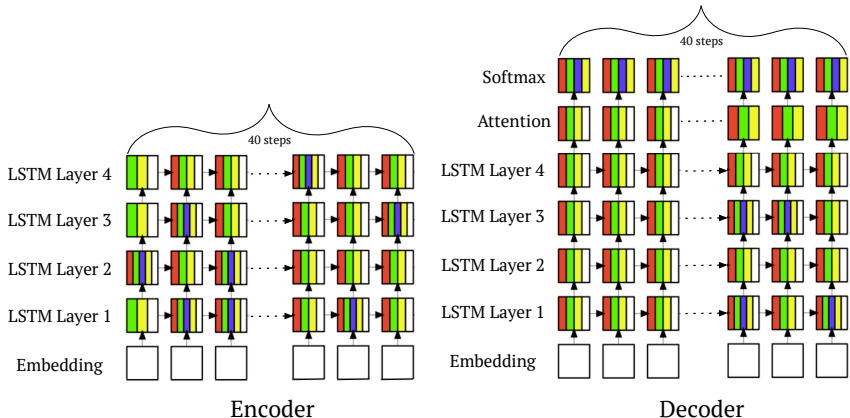 40 steps
LSTM Layer 4
LSTM Layer 3
LSTM Layer 2
LSTM Layer 1
Embedding
Encoder
40 steps
Softmax
Attention
LSTM Layer 4
LSTM Layer 3
LSTM Layer 2
LSTM Layer 1
Embedding
Decoder